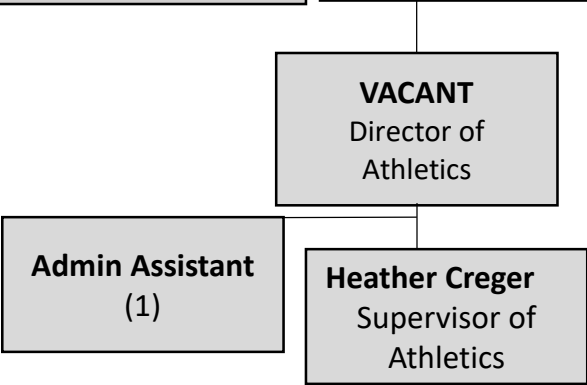 VACANT
Director of
Athletics
Admin Assistant
(1)
Heather Creger
Supervisor of
Athletics